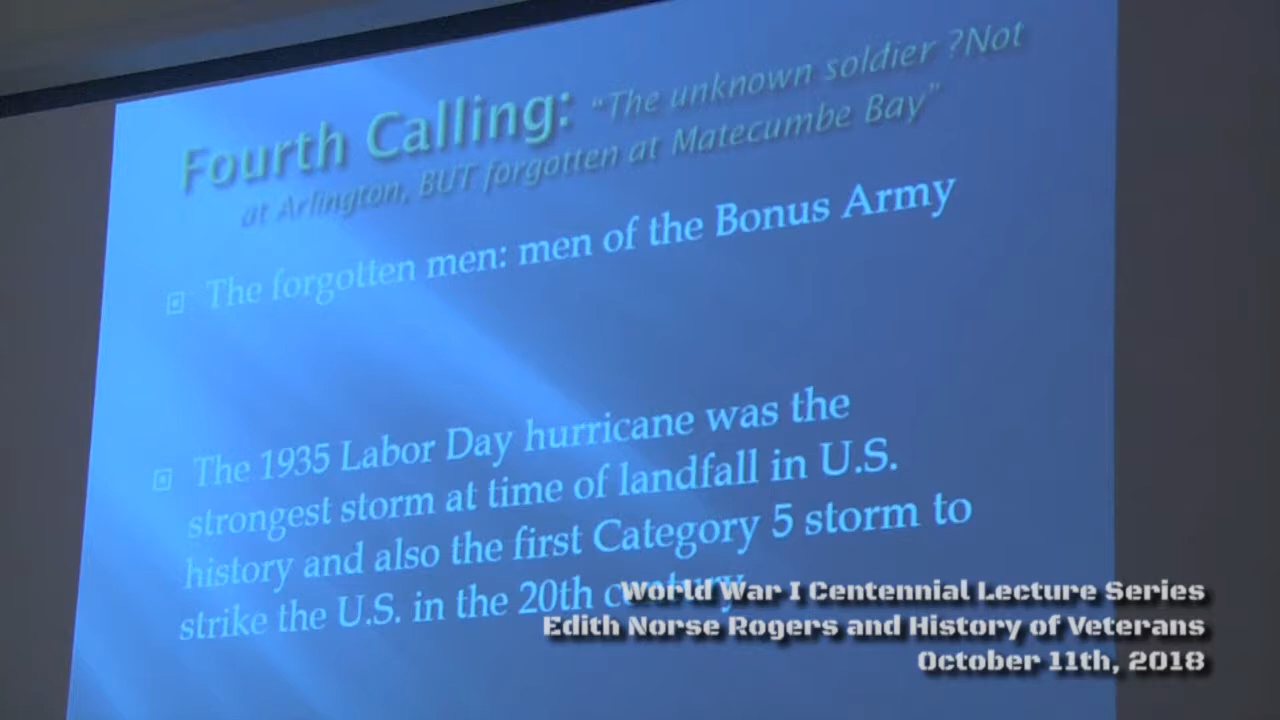 Fourth Calling: “The unknown soldier ?Not
at Arlington, BUT forgotten at Matecumbe Bay”
The forgotten men: men of the Bonus Army
The 1935 Labor Day hurricane was the
strongest storm at time of landfall in U.S.
history and also the first Category 5 storm to
strike the U.S. in the 20th century.
World War I Centennial Lecture Series
Edith Norse Rogers and History of Veterans
October 11th, 2018